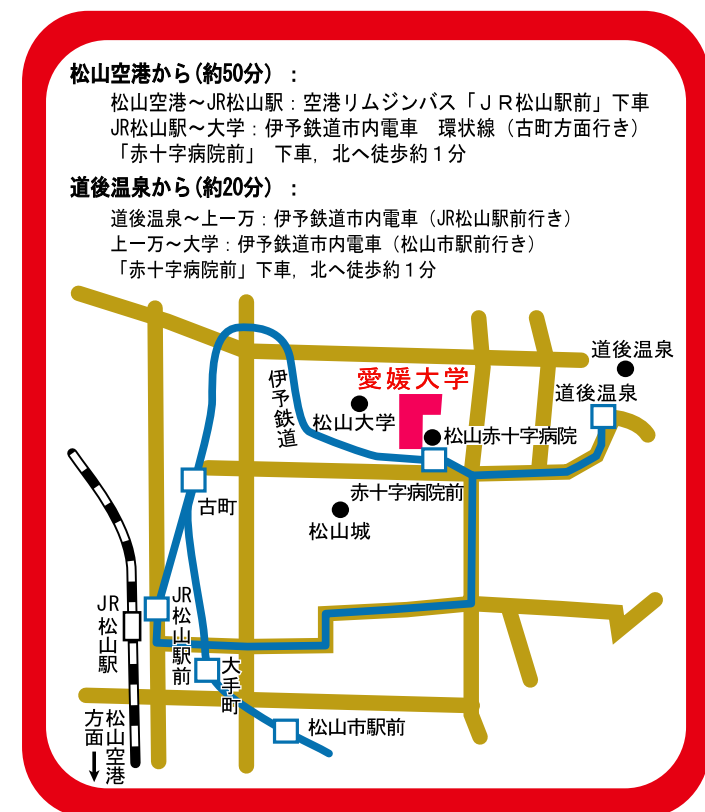 松山空港から(約50分) :
松山空港~JR松山駅:空港リムジンバス「ＪＲ松山駅前」下車
JR松山駅~大学:伊予鉄道市内電車　環状線(古町方面行き)
「赤十字病院前」 下車, 北へ徒歩約１分
道後温泉から(約20分) :
道後温泉~上一万:伊予鉄道市内電車(JR松山駅前行き)
上一万~大学:伊予鉄道市内電車(松山市駅前行き)
「赤十字病院前」下車, 北へ徒歩約１分
道後温泉
愛媛大学
伊予鉄道
道後温泉
松山大学
松山赤十字病院
赤十字病院前
古町
松山城
JR松山駅
JR松山駅前
大手町
松山市駅前
松山空港
方面